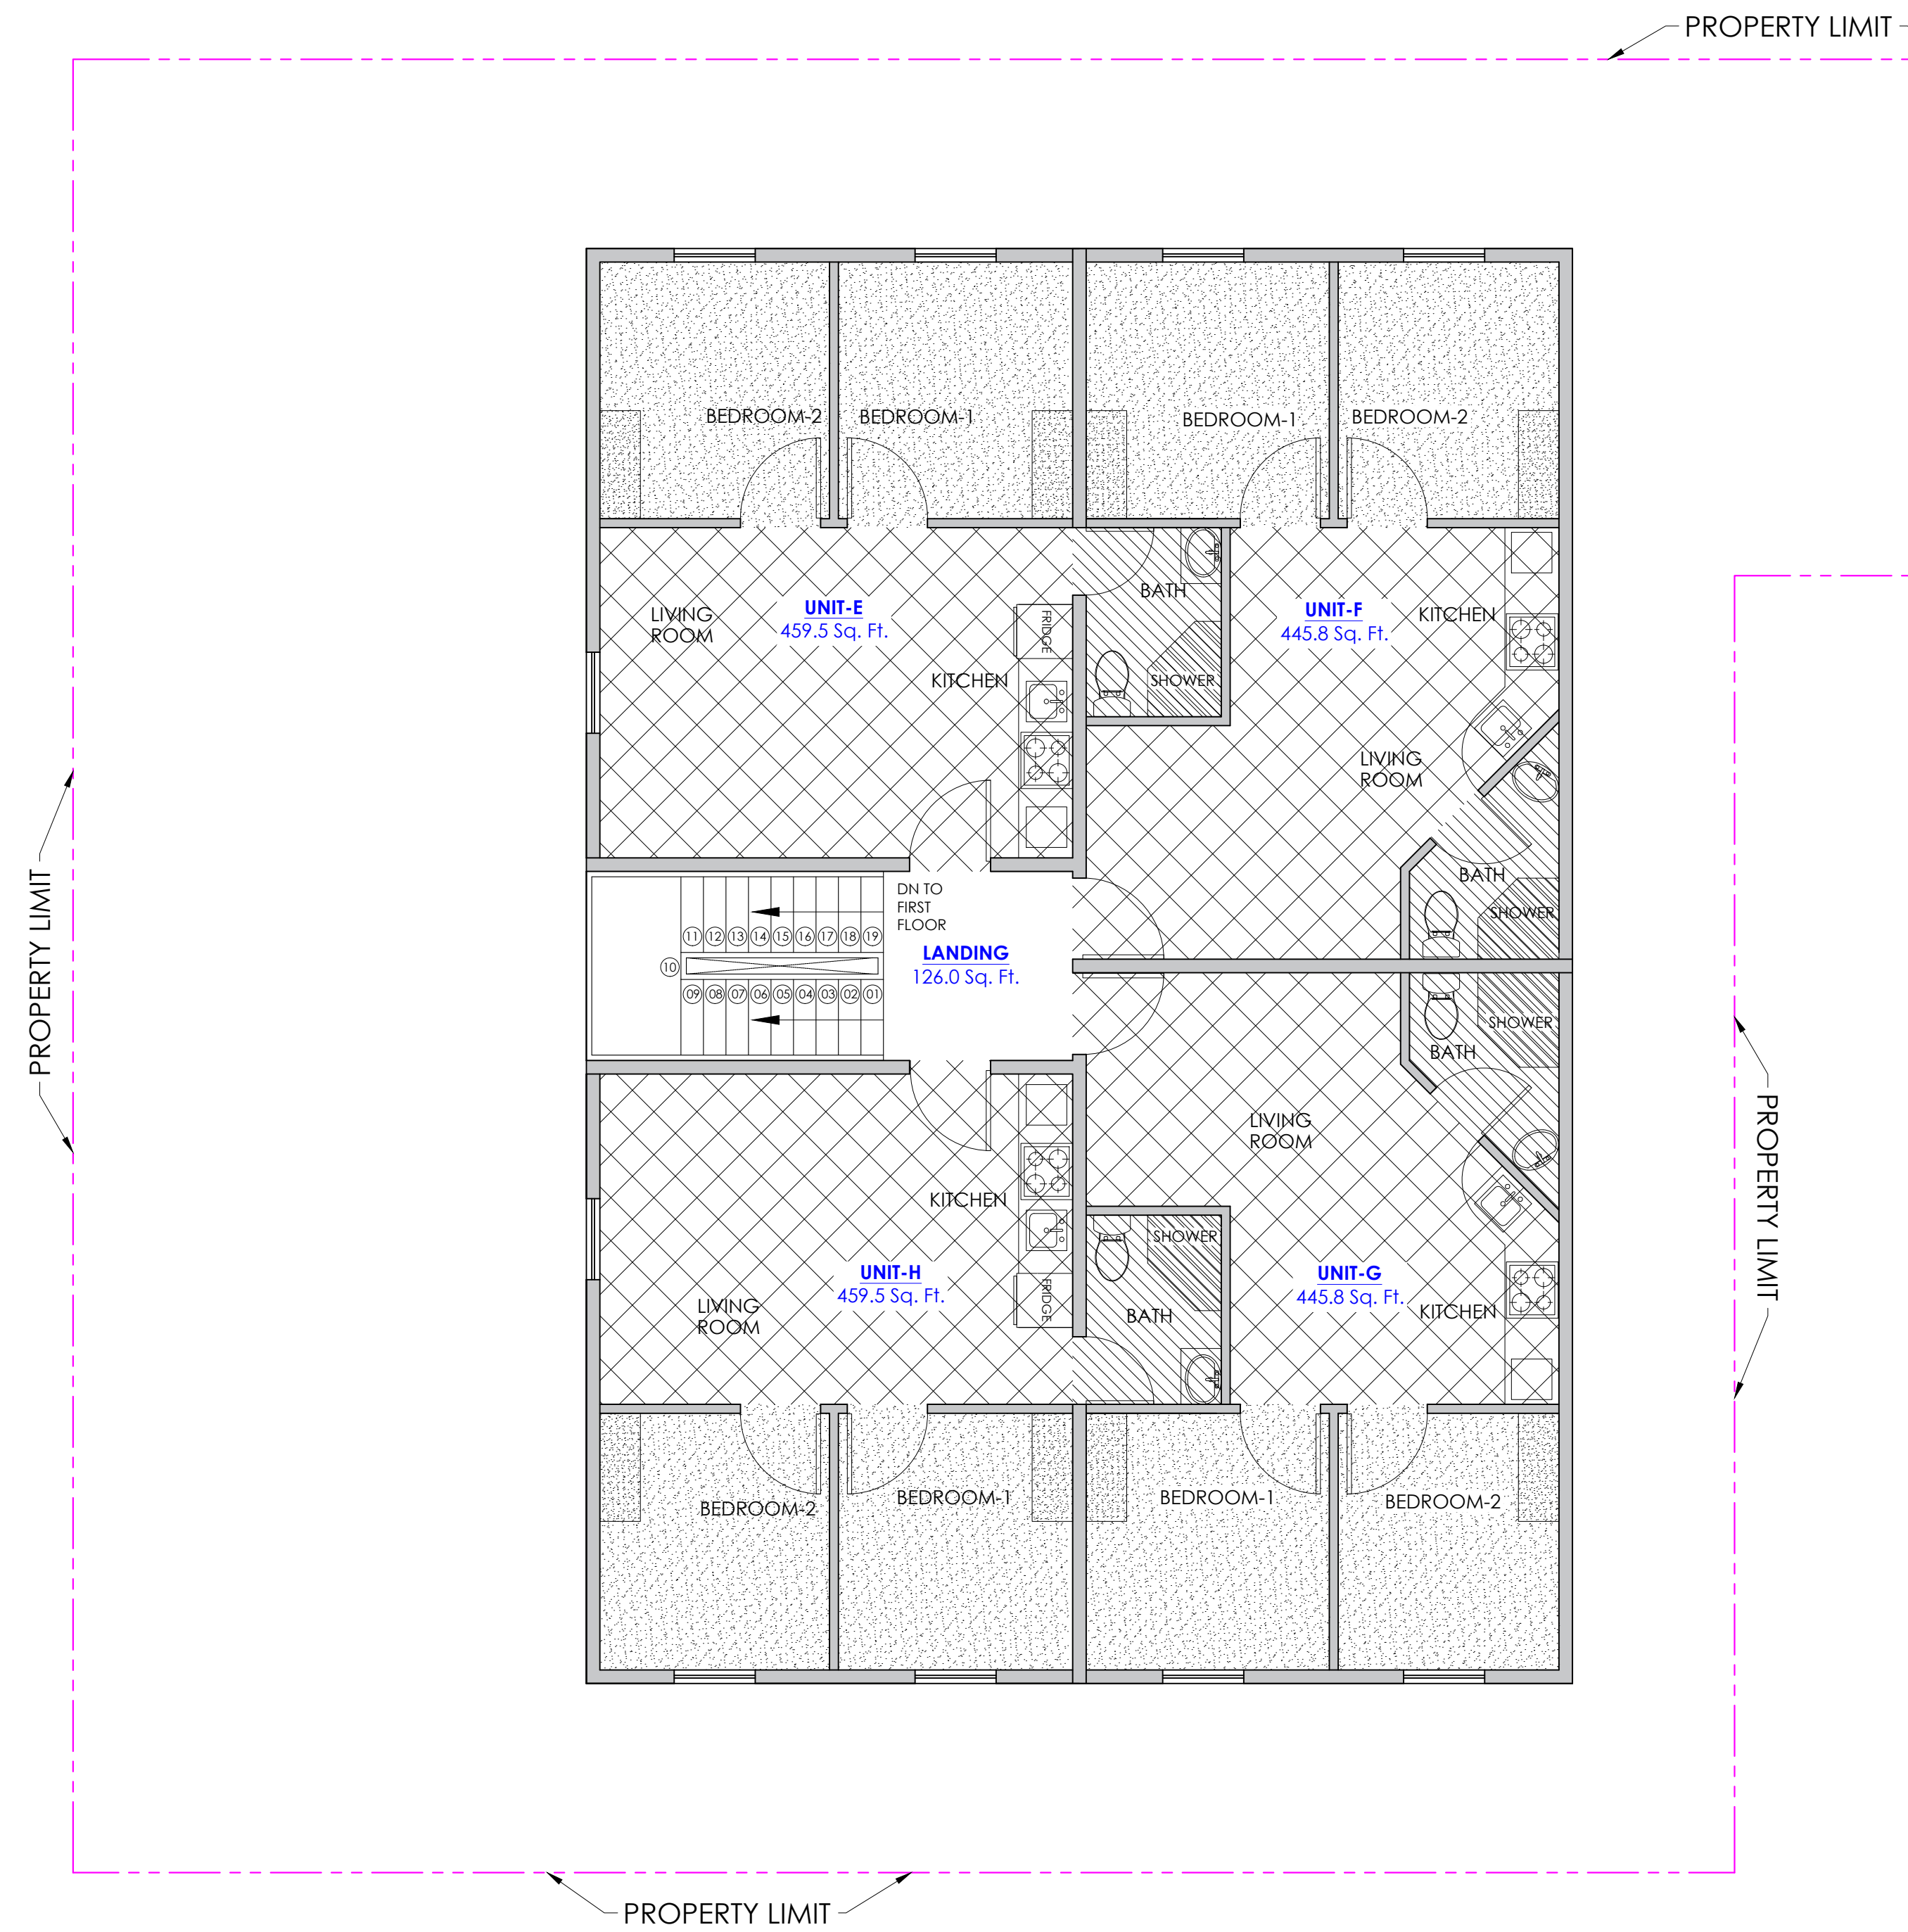 PROPERTY LIMIT
BEDROOM-2
BEDROOM-1
BEDROOM-1
BEDROOM-2
LIVING
ROOM
UNIT-E
459.5 Sq. Ft.
FRIDGE
KITCHEN
BATH
SHOWER
UNIT-F
445.8 Sq. Ft.
KITCHEN
LIVING
ROOM
BATH
SHOWER
PROPERTY LIMIT
DN TO
FIRST
FLOOR
LANDING
126.0 Sq. Ft.
11 12 13 14 15 16 17 18 19
10
09 08 07 06 05 04 03 02 01
SHOWER
BATH
LIVING
ROOM
PROPERTY LIMIT
KITCHEN
UNIT-H
459.5 Sq. Ft.
FRIDGE
LIVING
ROOM
SHOWER
BATH
UNIT-G
445.8 Sq. Ft.
KITCHEN
BEDROOM-2
BEDROOM-1
BEDROOM-1
BEDROOM-2
PROPERTY LIMIT